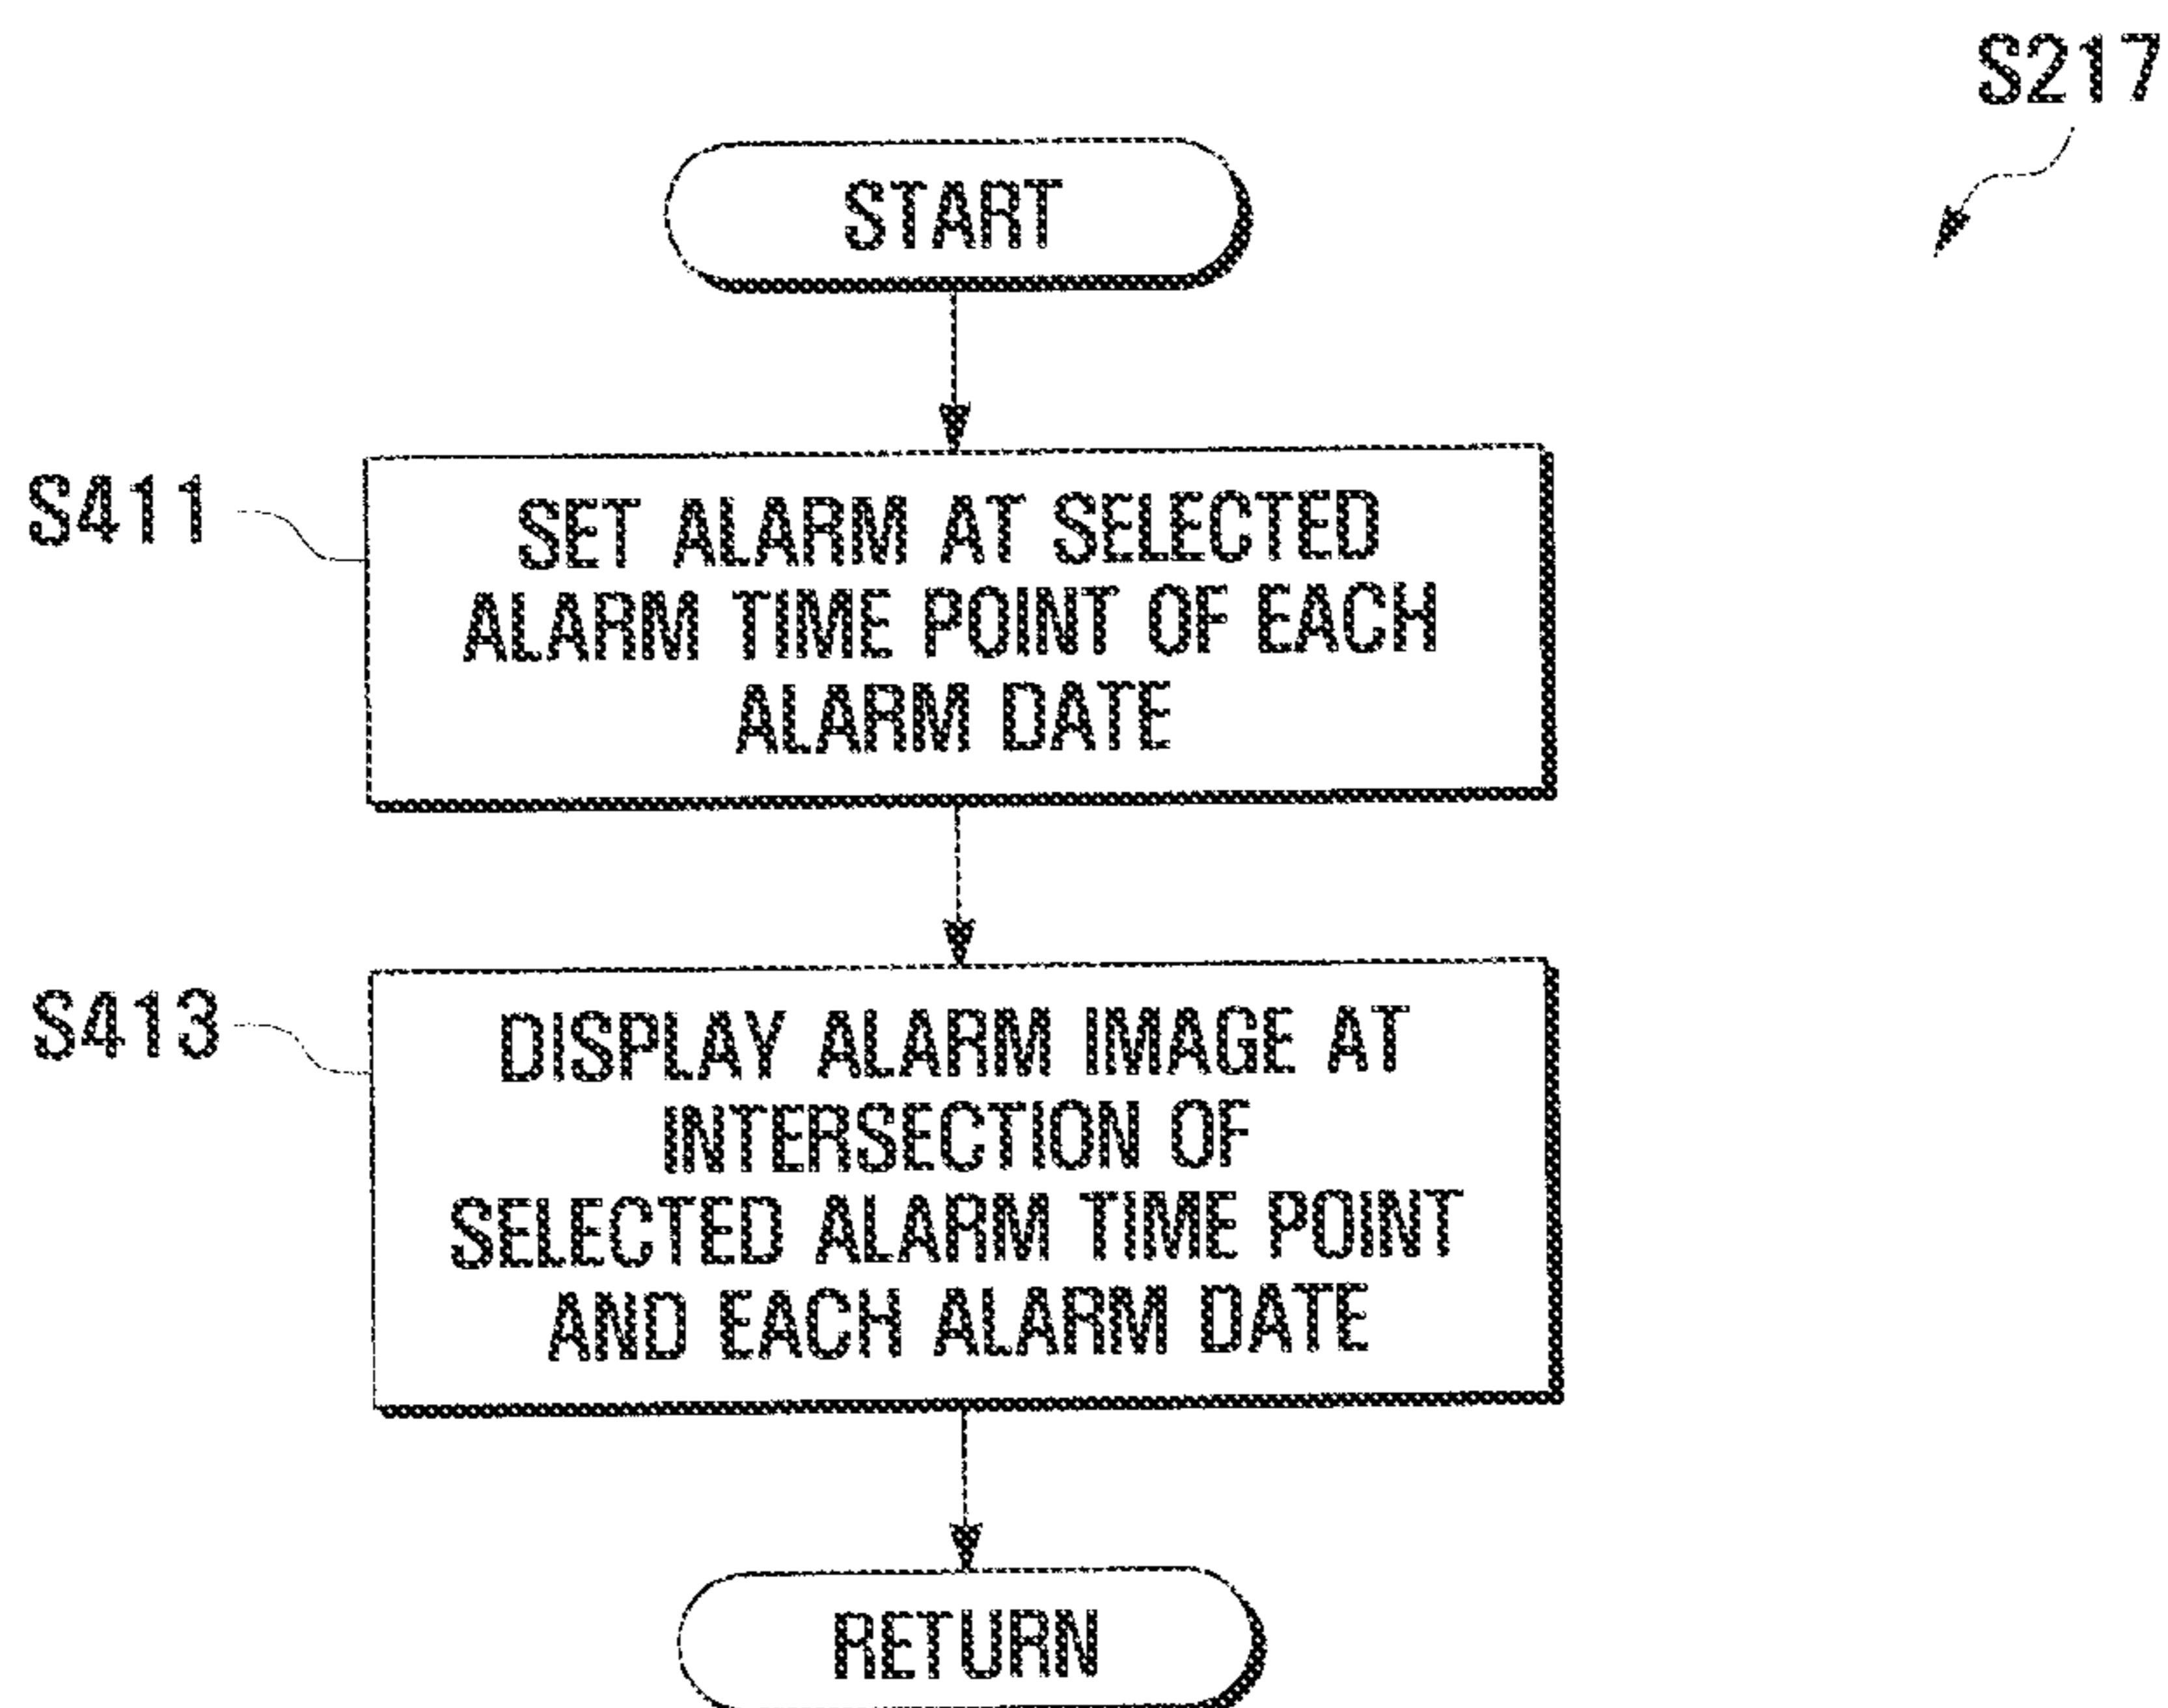 S217
START
S411
SET ALARM AT SELECTED
ALARM TIME POINT OF EACH
ALARM DATE
S413
DISPLAY ALARM IMAGE AT
INTERSECTION OF
SELECTED ALARM TIME POINT
AND EACH ALARM DATE
RETURN